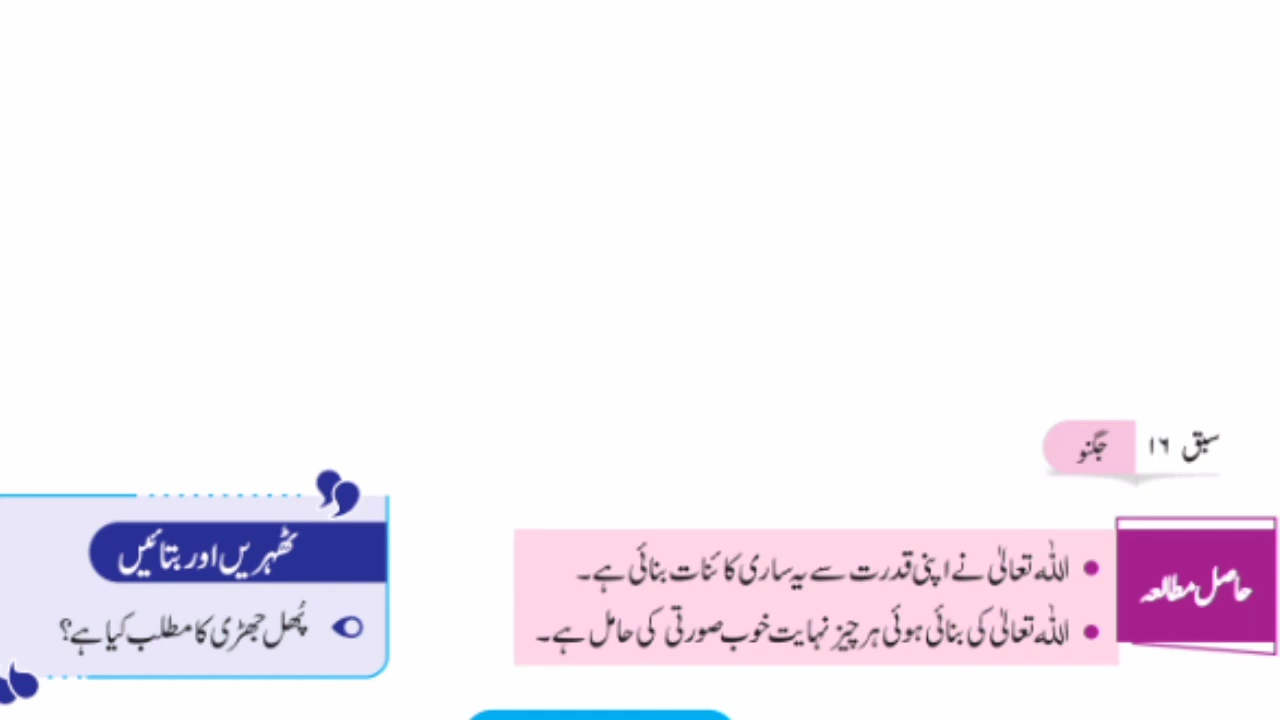 سبق ۱۶ جگنو
حاصل مطالعہ
اللہ تعالیٰ نے اپنی قدرت سے یہ ساری کائنات بنائی ہے۔
اللہ تعالیٰ کی بنائی ہوئی ہر چیز نہایت خوب صورتی کی حامل ہے۔
ٹھہریں اور بتائیں
پُھل جھڑی کا مطلب کیا ہے؟